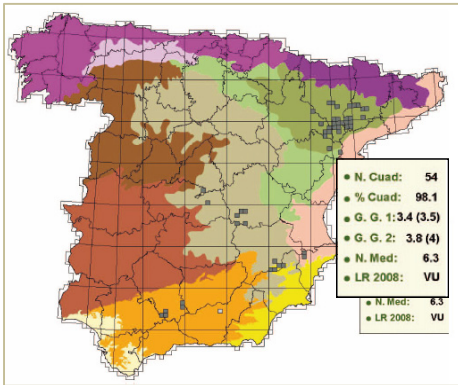 N. Cuad: 54
% Cuad: 98.1
G. G. 1: 3.4 (3.5)
G. G. 2: 3.8 (4)
N. Med: 6.3
LR 2008: VU
N. Med: 6.3
LR 2008: VU